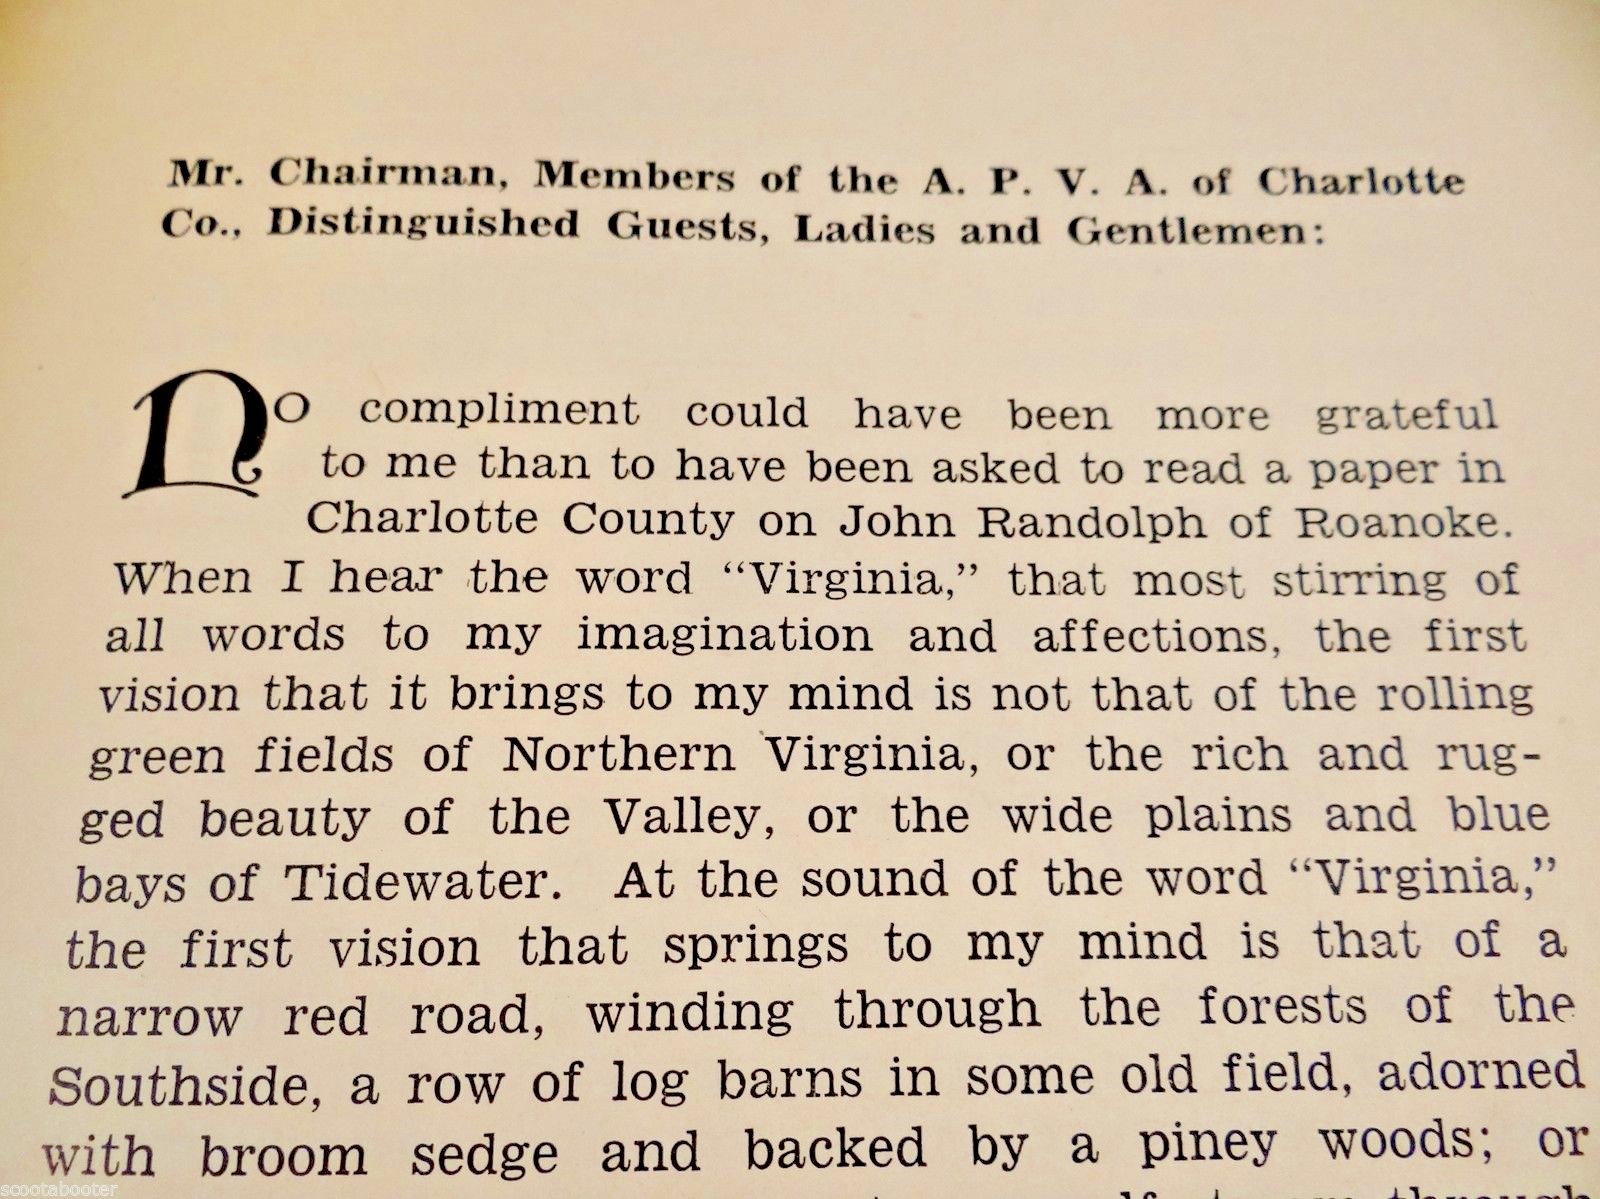 Mr. Chairman, Members of the A. P. V. A. of Charlotte
Co., Distinguished Guests, Ladies and Gentlemen:
No compliment could have been more grateful
to me than to have been asked to read a paper in
Charlotte County on John Randolph of Roanoke.
When I hear the word “Virginia,” that most stirring of
all words to my imagination and affections, the first
vision that it brings to my mind is not that of the rolling
green fields of Northern Virginia, or the rich and rug-
ged beauty of the Valley, or the wide plains and blue
bays of Tidewater. At the sound of the word “Virginia,”
the first vision that springs to my mind is that of a
narrow red road, winding through the forests of the
Southside, a row of log barns in some old field, adorned
with broom sedge and backed by a piney woods; or
through
scootabooter